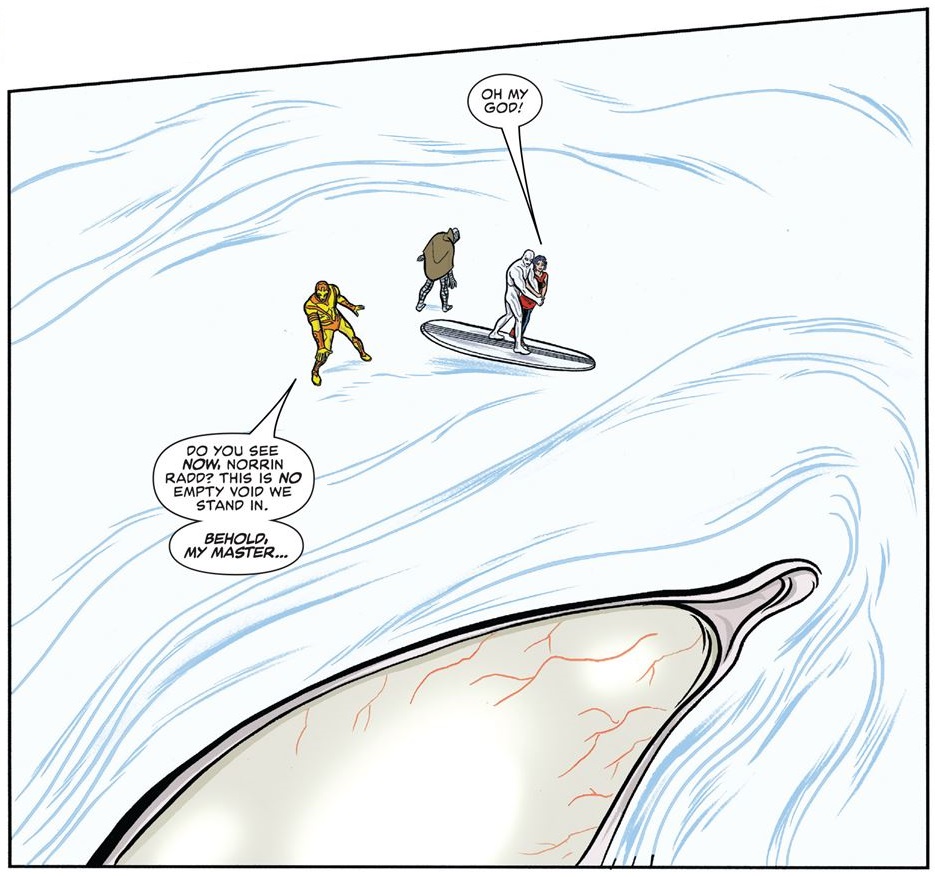 OH MY
GOD!
DO YOU SEE
NOW, NORRIN
RADD? THIS IS NO
EMPTY VOID WE
STAND IN.
BEHOLD,
MY MASTER...